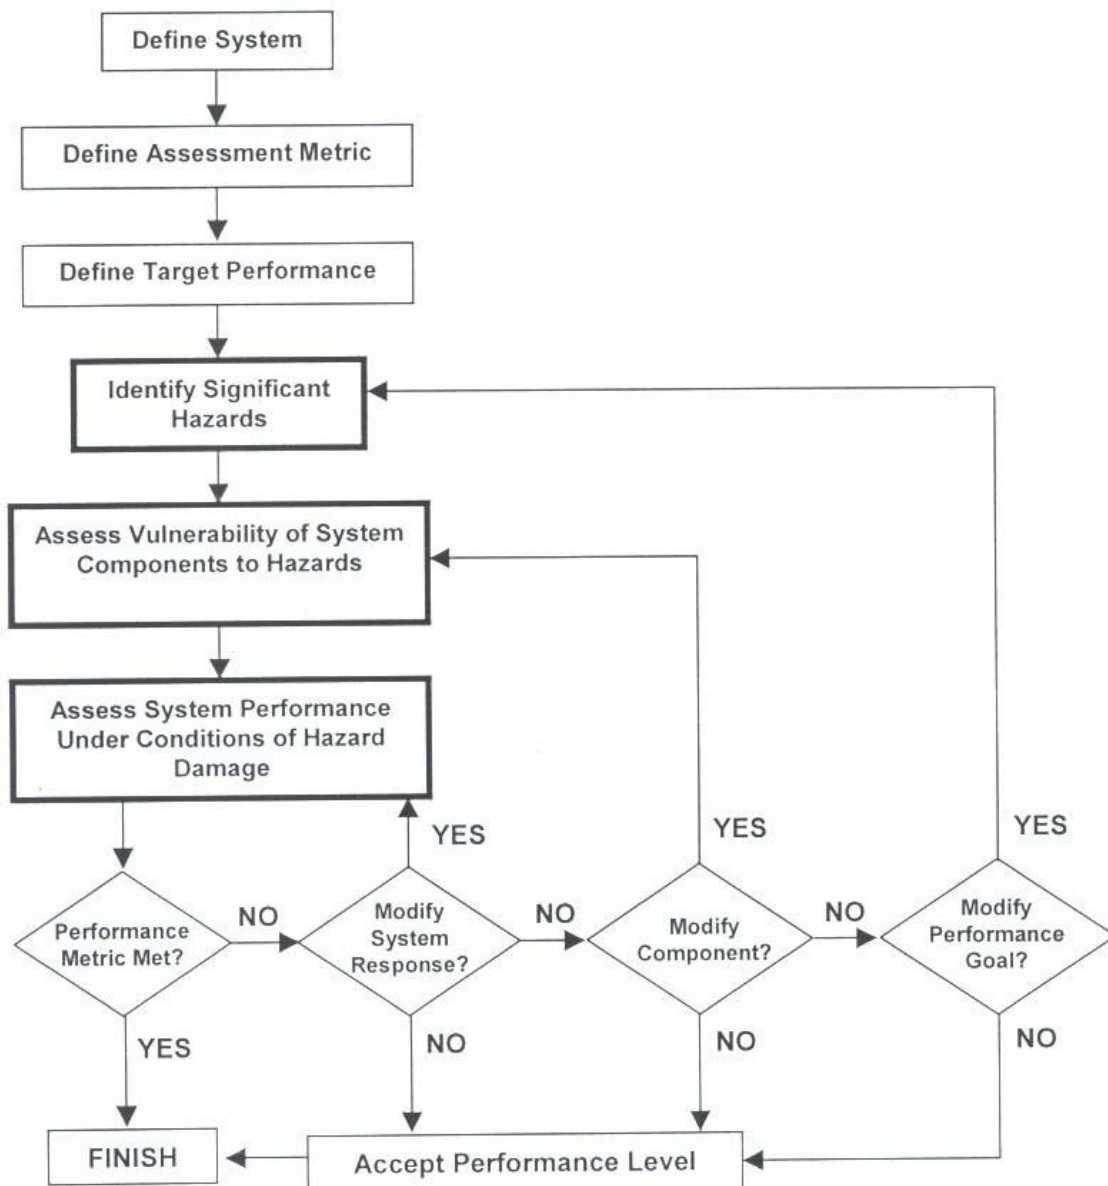 Define System
Define Assessment Metric
Define Target Performance
Identify Significant
Hazards
Assess Vulnerability of System
Components to Hazards
Assess System Performance
Under Conditions of Hazard
Damage
YES
YES
YES
Performance
Metric Met?
NO
Modify
System
Response?
NO
Modify
Component?
NO
Modify
Performance
Goal?
YES
NO
NO
NO
FINISH
Accept Performance Level